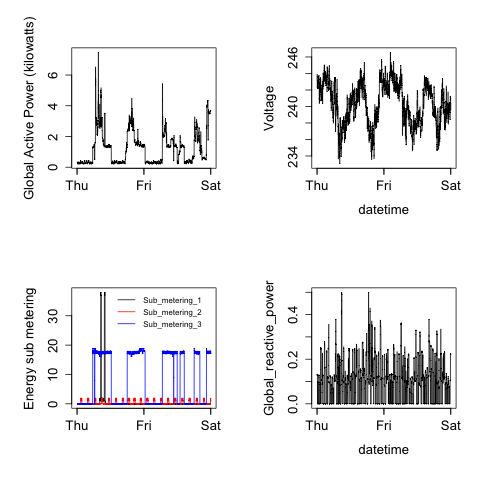 Global Active Power (kilowatts)
6
4
2
0
Thu
Fri
Sat
Voltage
246
240
234
Thu
Fri
Sat
datetime
Energy sub metering
30
20
10
0
Sub_metering_1
Sub_metering_2
Sub_metering_3
Thu
Fri
Sat
Global_reactive_power
0.4
0.2
0.0
Thu
Fri
Sat
datetime